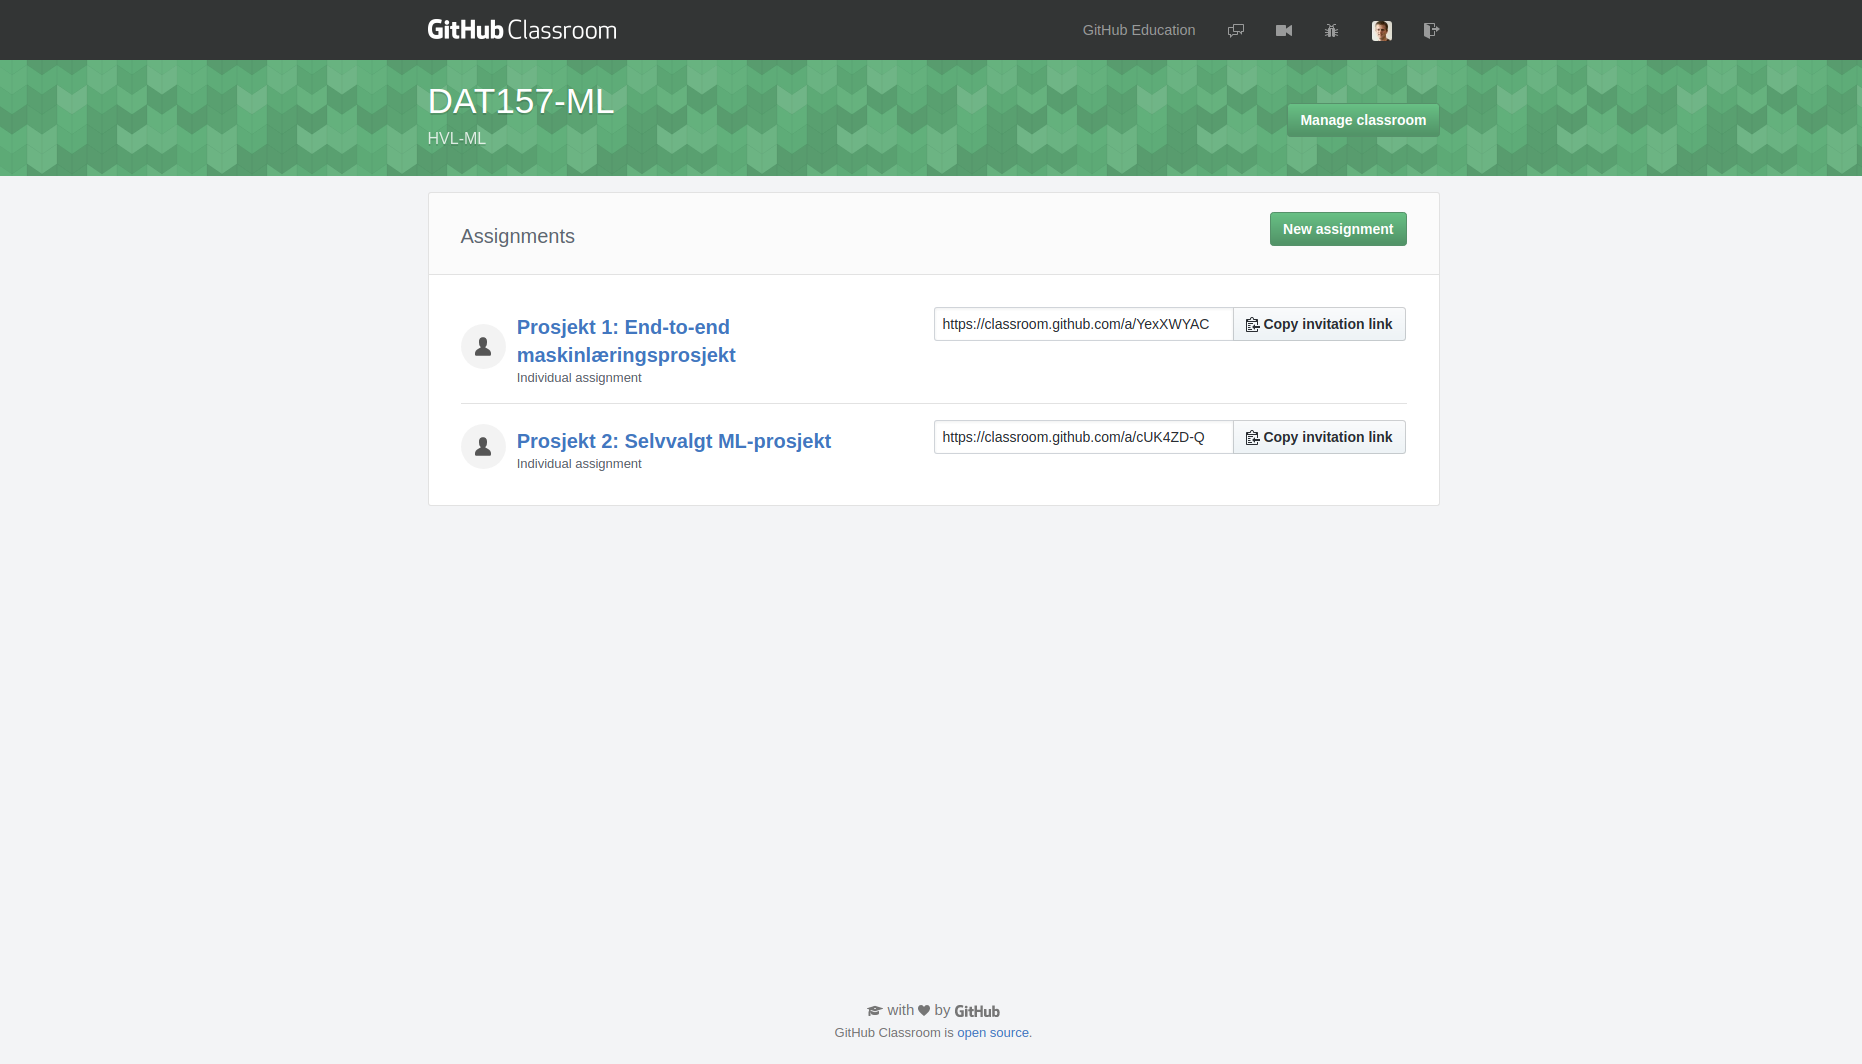 GitHub Classroom
GitHub Education
DAT157-ML
HVL-ML
Manage classroom
Assignments
New assignment
Prosjekt 1: End-to-end
maskinlæringsprosjekt
Individual assignment
https://classroom.github.com/a/YexXWYAC
Copy invitation link
Prosjekt 2: Selvvalgt ML-prosjekt
Individual assignment
https://classroom.github.com/a/cUK4ZD-Q
Copy invitation link
with by GitHub
GitHub Classroom is open source.